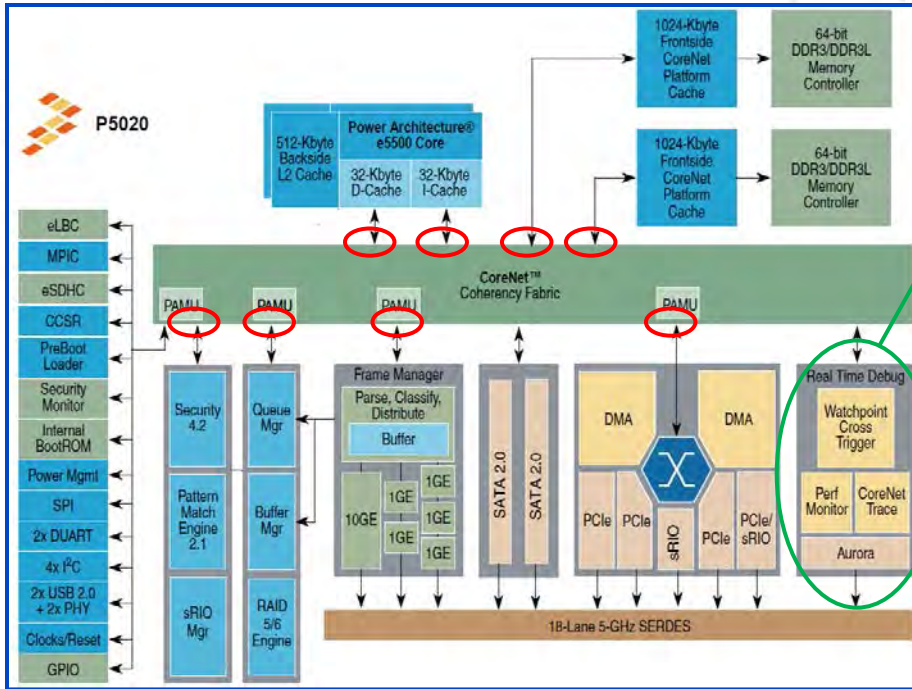 P5020
1024-Kbyte
Frontside
CoreNet
Platform
Cache
64-bit
DDR3/DDR3L
Memory
Controller
512-Kbyte
Backside
L2 Cache
Power Architecture®
e5500 Core
32-Kbyte
D-Cache
32-Kbyte
I-Cache
1024-Kbyte
Frontside
CoreNet
Platform
Cache
64-bit
DDR3/DDR3L
Memory
Controller
eLBC
MPIC
eSDHC
CCSR
PreBoot
Loader
Security
Monitor
Internal
BootROM
Power Mgmt
SPI
2x DUART
4x I²C
2x USB 2.0
+ 2x PHY
Clocks/Reset
GPIO
CoreNet™
Coherency Fabric
PAMU
PAMU
PAMU
PAMU
Security
4.2
Pattern
Match
Engine
2.1
sRIO
Mgr
Queue
Mgr
Buffer
Mgr
RAID
5/6
Engine
Frame Manager
Parse, Classify,
Distribute
Buffer
10GE
1GE
1GE
1GE
1GE
1GE
SATA 2.0
SATA 2.0
DMA
DMA
PCIe
PCIe
sRIO
PCIe
PCIe/
sRIO
Real Time Debug
Watchpoint
Cross
Trigger
Perf
Monitor
CoreNet
Trace
Aurora
18-Lane 5-GHz SERDES